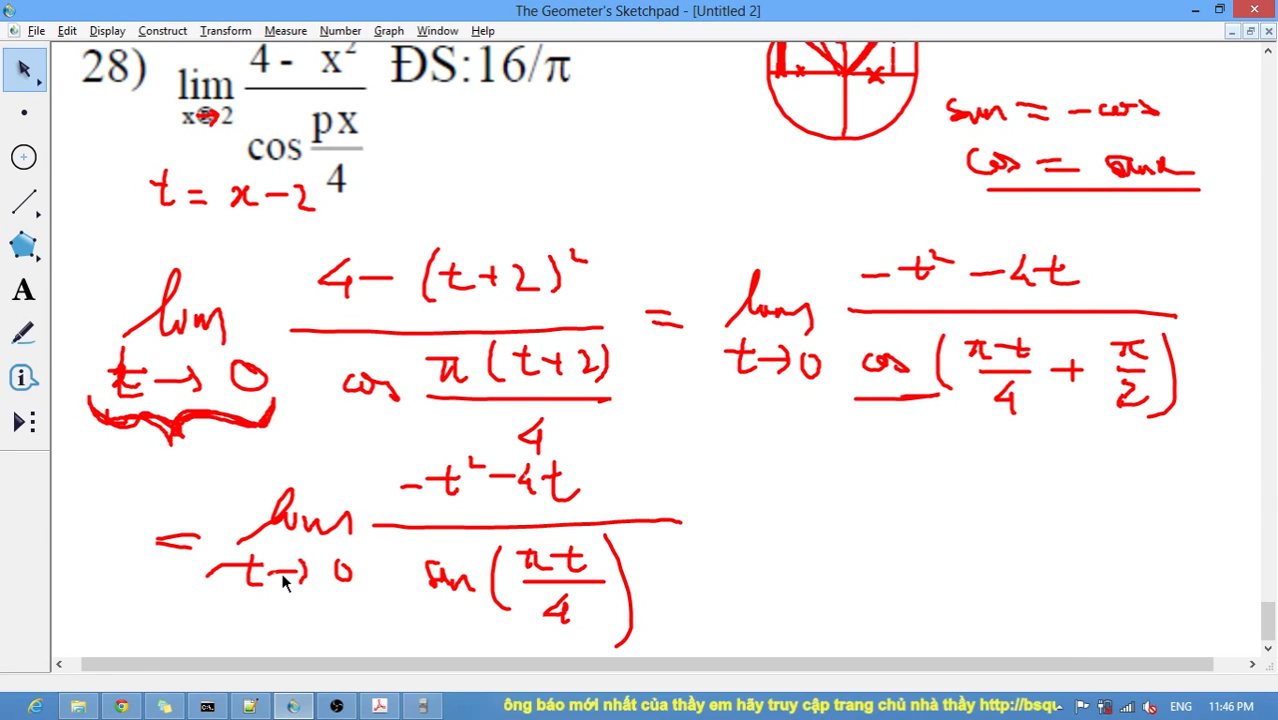 The Geometer's Sketchpad - [Untitled 2]
File Edit Display Construct Transform Measure Number Graph Window Help
28) lim x→2 (4 - x²)/(cos px/4) ĐS:16/π
sin = -cos
cos = sinx
t = x - 2
lim t → 0 (4 - (t+2)²)/(cos π(t+2)/4) = lim t→0 (-t² - 4t)/(cos (πt/4 + π/2))
= lim t→0 (-t² - 4t)/(sin (πt/4))
ông báo mới nhất của thầy em hãy truy cập trang chủ nhà thầy http://bsqu
ENG 11:46 PM